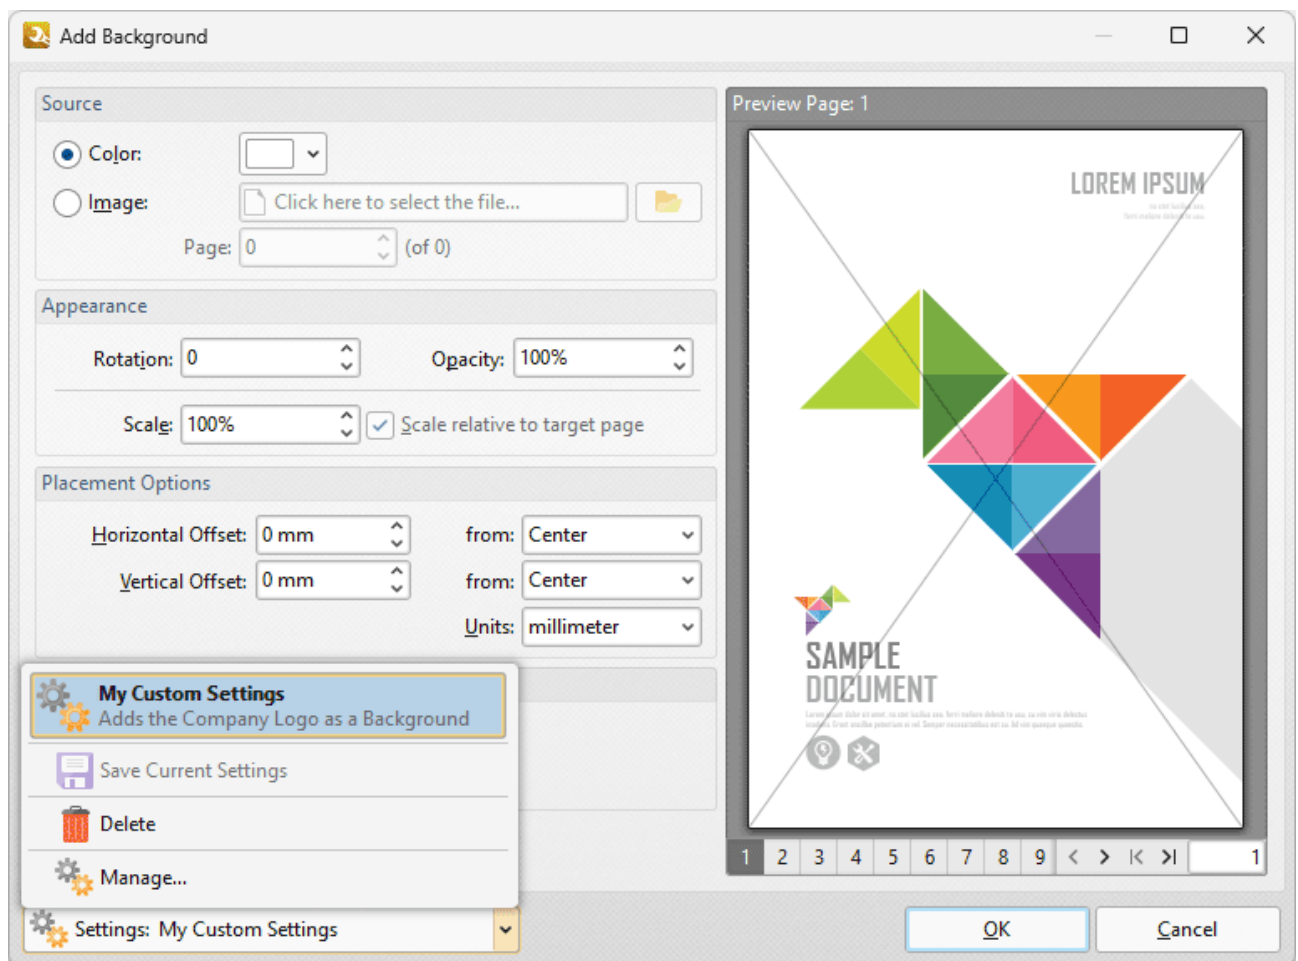 Add Background
Source
Color:
Image:
Click here to select the file...
Page: 0 (of 0)
Appearance
Rotation: 0 Opacity: 100%
Scale: 100% Scale relative to target page
Placement Options
Horizontal Offset: 0 mm from: Center
Vertical Offset: 0 mm from: Center
Units: millimeter
My Custom Settings
Adds the Company Logo as a Background
Save Current Settings
Delete
Manage...
Settings: My Custom Settings
Preview Page: 1
LOREM IPSUM
SAMPLE
DOCUMENT
1 2 3 4 5 6 7 8 9 1
OK Cancel